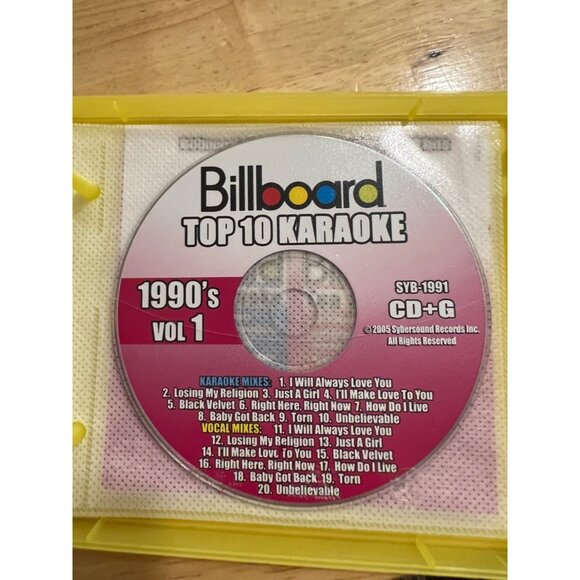 Billboard
TOP 10 KARAOKE
1990's
VOL 1
SYB-1991
CD+G
© 2005 Sybersound Records Inc.
All Rights Reserved
KARAOKE MIXES: 1. I Will Always Love You
2. Losing My Religion 3. Just A Girl 4. I'll Make Love To You
5. Black Velvet 6. Right Here, Right Now 7. How Do I Live
8. Baby Got Back 9. Torn 10. Unbelievable
VOCAL MIXES: 11. I Will Always Love You
12. Losing My Religion 13. Just A Girl
14. I'll Make Love To You 15. Black Velvet
16. Right Here, Right Now 17. How Do I Live
18. Baby Got Back 19. Torn
20. Unbelievable